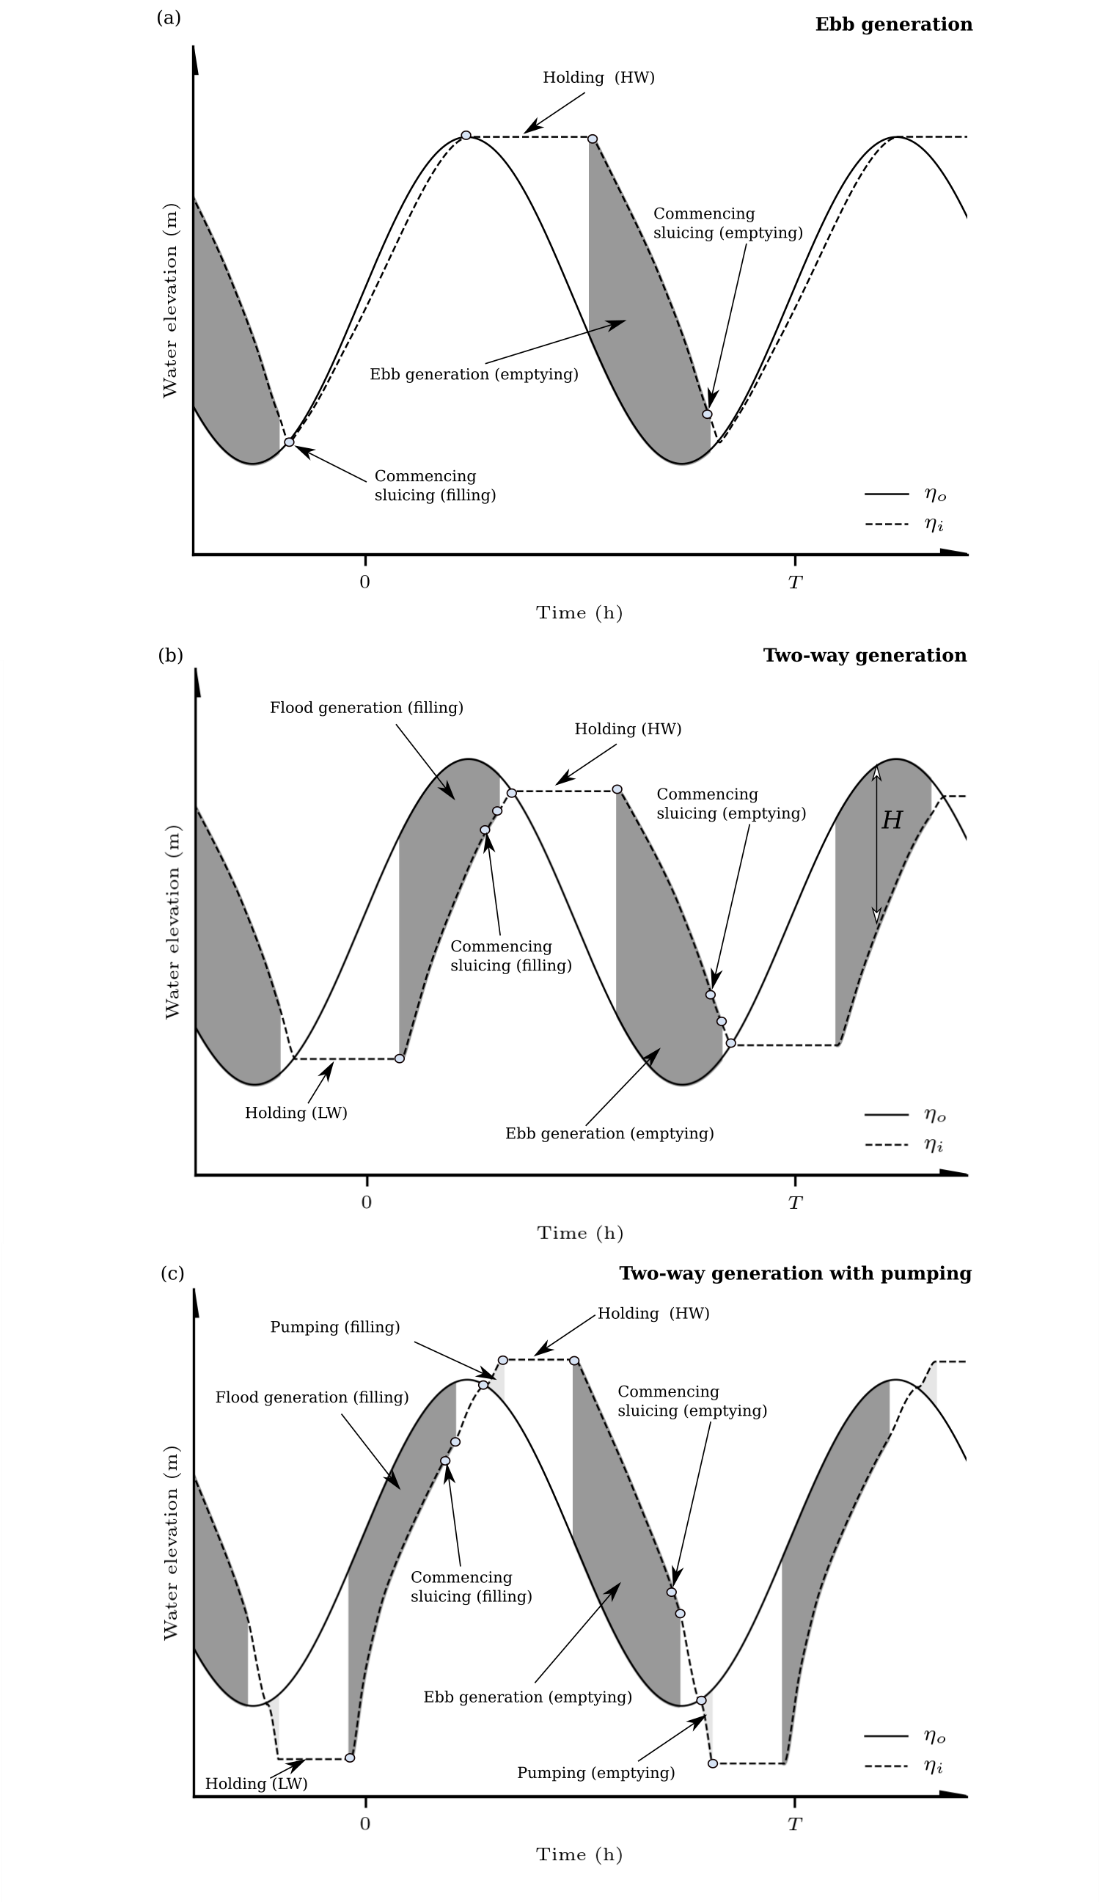 (a)
Ebb generation
Holding (HW)
Commencing
sluicing (emptying)
Water elevation (m)
Ebb generation (emptying)
Commencing
sluicing (filling)
ηo
ηi
0
T
Time (h)
(b)
Two-way generation
Flood generation (filling)
Holding (HW)
Commencing
sluicing (emptying)
H
Water elevation (m)
Commencing
sluicing (filling)
Holding (LW)
Ebb generation (emptying)
ηo
ηi
0
T
Time (h)
(c)
Two-way generation with pumping
Holding (HW)
Pumping (filling)
Flood generation (filling)
Commencing
sluicing (emptying)
Water elevation (m)
Commencing
sluicing (filling)
Ebb generation (emptying)
Pumping (emptying)
Holding (LW)
ηo
ηi
0
T
Time (h)